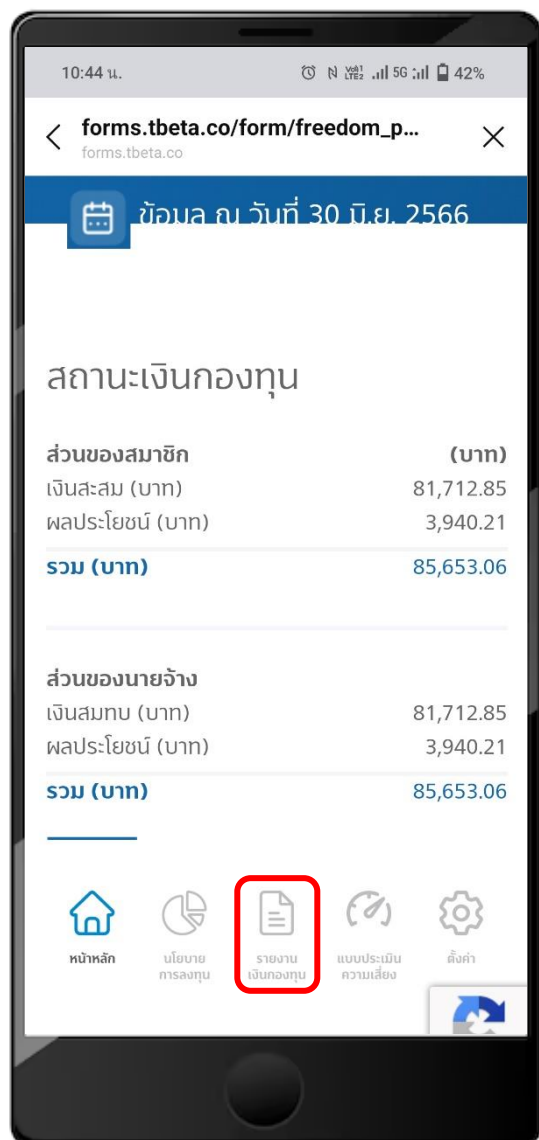 10:44 น.
VoLTE1 LTE2 5G 42%
forms.tbeta.co/form/freedom_p...
forms.tbeta.co
ข้อมูล ณ วันที่ 30 มิ.ย. 2566
สถานะเงินกองทุน
ส่วนของสมาชิก (บาท)
เงินสะสม (บาท) 81,712.85
ผลประโยชน์ (บาท) 3,940.21
รวม (บาท) 85,653.06
ส่วนของนายจ้าง
เงินสมทบ (บาท) 81,712.85
ผลประโยชน์ (บาท) 3,940.21
รวม (บาท) 85,653.06
หน้าหลัก
นโยบาย
การลงทุน
รายงาน
เงินกองทุน
แบบประเมิน
ความเสี่ยง
ตั้งค่า